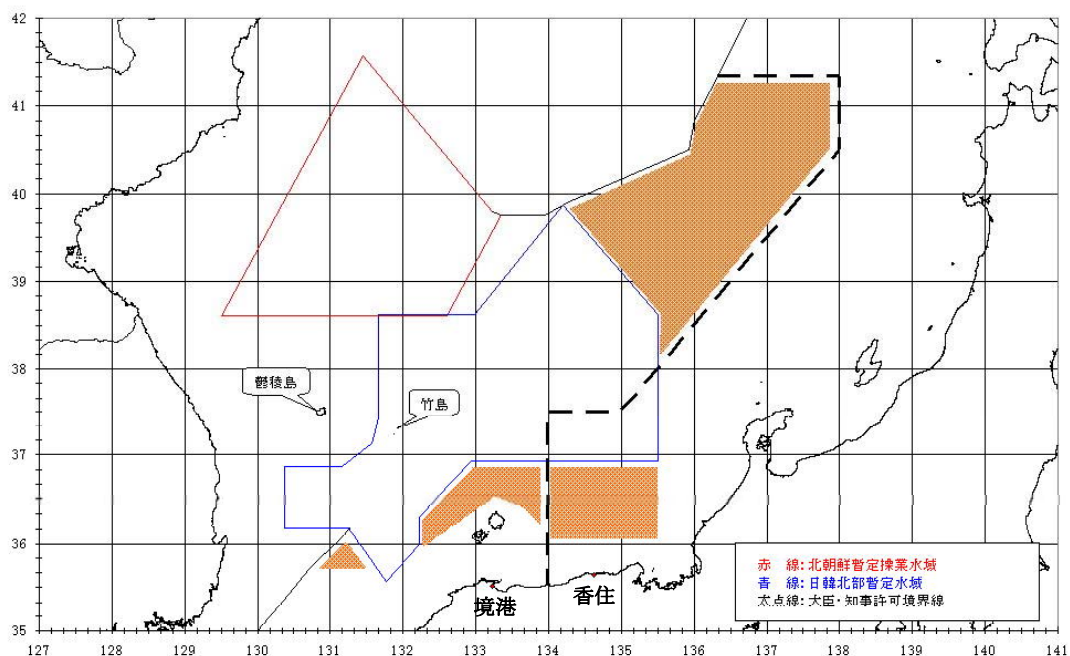 42
41
40
39
38
37
36
35
鬱稜島
竹島
境港
香住
赤 線:北朝鮮暫定操業水域
青 線:日韓北部暫定水域
太点線:大臣・知事許可境界線
127 128 129 130 131 132 133 134 135 136 137 138 139 140 141